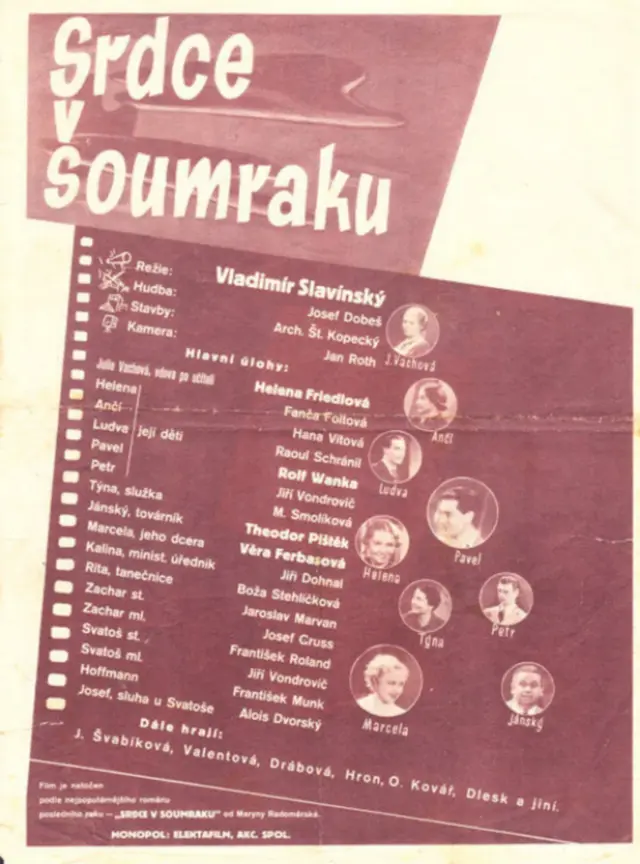 Srdce
v
soumraku
Režie: Vladimír Slavínský
Hudba: Josef Dobeš
Stavby: Arch. Št. Kopecký
Kamera: Jan Roth
J. Vachová
Hlavní úlohy:
Julie Vachová, vdova po učiteli Helena Friedlová
Helena Fanča Foltová
Anči Hana Vítová
Ludva její děti Raoul Schránil
Pavel Rolf Wanka
Petr Jiří Vondrovič
Týna, služka M. Smolíková
Jánský, továrník Theodor Pištěk
Marcela, jeho dcera Věra Ferbasová
Kalina, minist. úředník Jiří Dohnal
Rita, tanečnice Boža Stehlíčková
Zachar st. Jaroslav Marvan
Zachar ml. Josef Gruss
Svatoš st. František Roland
Svatoš ml. Jiří Vondrovič
Hoffmann František Munk
Josef, sluha u Svatoše Alois Dvorský
Anči
Ludva
Pavel
Helena
Týna
Petr
Marcela
Jánský
Dále hrají:
J. Švabíková, Valentová, Drábová, Hron, O. Kovář, Dlesk a jiní.
Film je natočen
podle nejpopulárnějšího románu
posledního roku – „SRDCE V SOUMRAKU" od Maryny Radoměrské.
MONOPOL: ELEKTAFILM, AKC. SPOL.